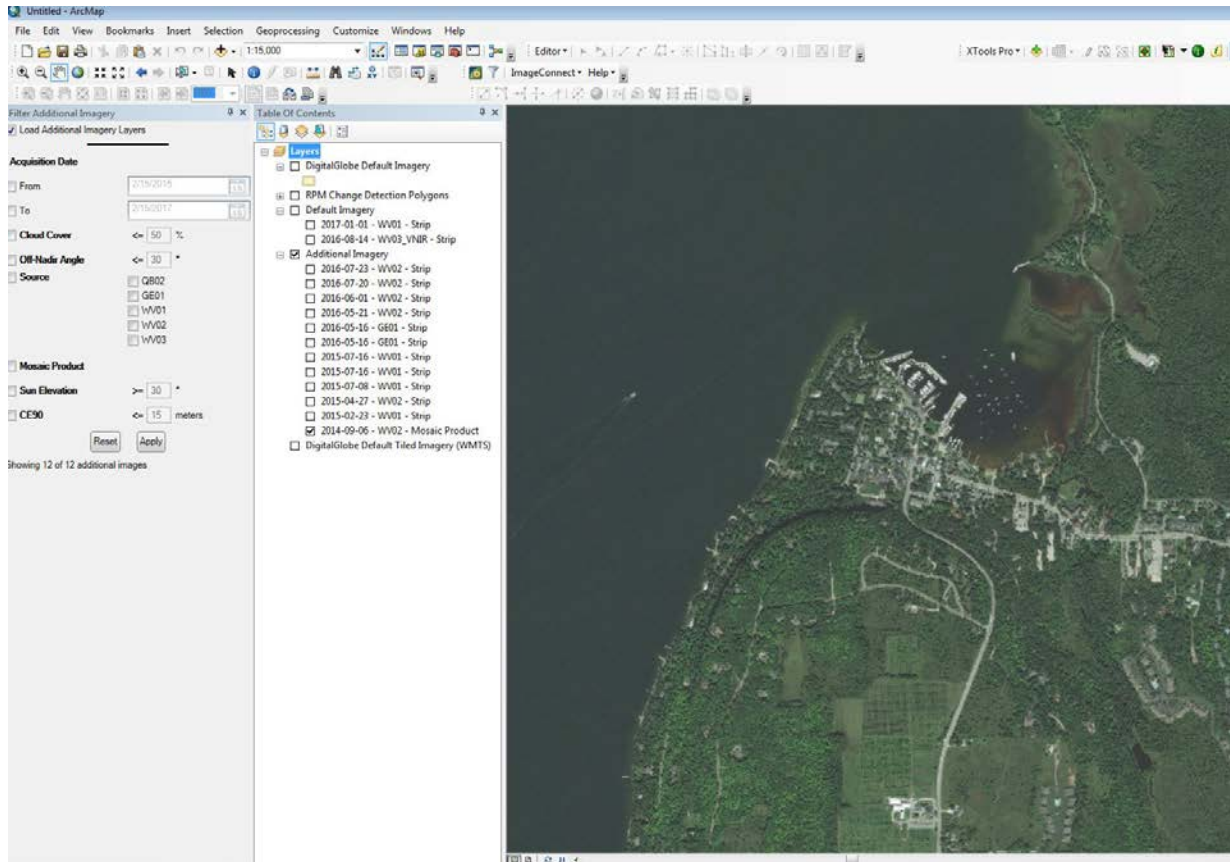 Untitled - ArcMap
File Edit View Bookmarks Insert Selection Geoprocessing Customize Windows Help
1:15,000
Editor
XTools Pro
ImageConnect Help
Filter Additional Imagery
Load Additional Imagery Layers
Acquisition Date
From 2/15/2016
To 2/15/2017
Cloud Cover <= 50 %
Off-Nadir Angle <= 30 °
Source
QB02
GE01
WV01
WV02
WV03
Mosaic Product
Sun Elevation >= 30 °
CE90 <= 15 meters
Reset Apply
Showing 12 of 12 additional images
Table Of Contents
Layers
DigitalGlobe Default Imagery
RPM Change Detection Polygons
Default Imagery
2017-01-01 - WV01 - Strip
2016-08-14 - WV03_VNIR - Strip
Additional Imagery
2016-07-23 - WV02 - Strip
2016-07-20 - WV02 - Strip
2016-06-01 - WV02 - Strip
2016-05-21 - WV02 - Strip
2016-05-16 - GE01 - Strip
2016-05-16 - GE01 - Strip
2015-07-16 - WV01 - Strip
2015-07-16 - WV01 - Strip
2015-07-08 - WV01 - Strip
2015-04-27 - WV02 - Strip
2015-02-23 - WV01 - Strip
2014-09-06 - WV02 - Mosaic Product
DigitalGlobe Default Tiled Imagery (WMTS)